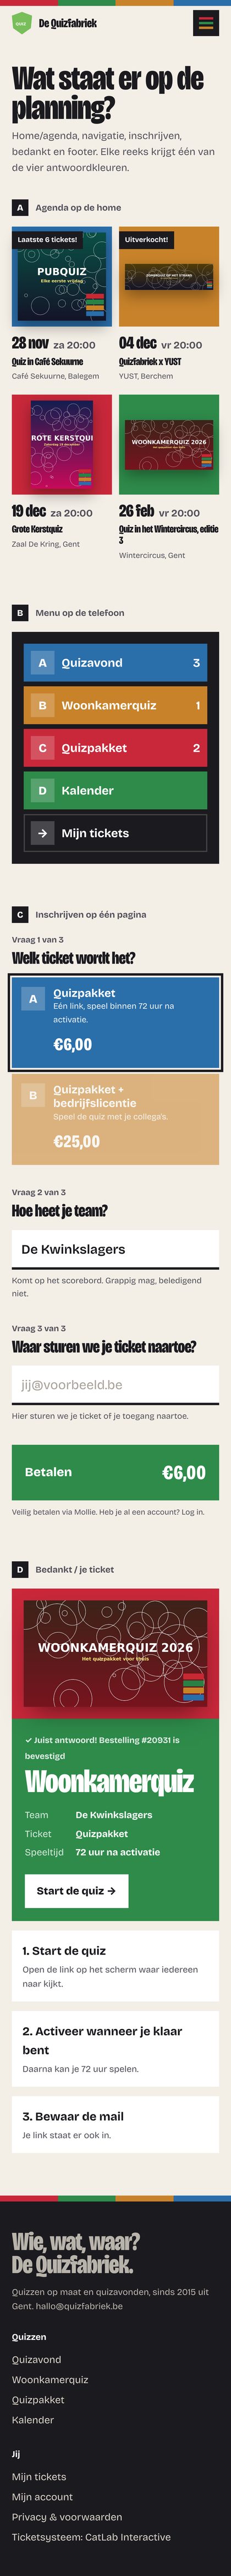 QUIZ
De Quizfabriek
Wat staat er op de
planning?
Home/agenda, navigatie, inschrijven,
bedankt en footer. Elke reeks krijgt één van
de vier antwoordkleuren.
A Agenda op de home
Laatste 6 tickets!
PUBQUIZ
Elke eerste vrijdag
28 nov za 20:00
Quiz in Café Sekuurne
Café Sekuurne, Balegem
Uitverkocht!
04 dec vr 20:00
Quizfabriek x YUST
YUST, Berchem
ROTE KERSTQUI
19 dec za 20:00
Grote Kerstquiz
Zaal De Kring, Gent
WOONKAMERQUIZ 2026
26 feb vr 20:00
Quiz in het Wintercircus, editie
3
Wintercircus, Gent
B Menu op de telefoon
A Quizavond 3
B Woonkamerquiz 1
C Quizpakket 2
D Kalender
→ Mijn tickets
C Inschrijven op één pagina
Vraag 1 van 3
Welk ticket wordt het?
A Quizpakket
Eén link, speel binnen 72 uur na
activatie.
€6,00
B Quizpakket +
bedrijfslicentie
Speel de quiz met je collega's.
€25,00
Vraag 2 van 3
Hoe heet je team?
De Kwinkslagers
Komt op het scorebord. Grappig mag, beledigend
niet.
Vraag 3 van 3
Waar sturen we je ticket naartoe?
jij@voorbeeld.be
Hier sturen we je ticket of je toegang naartoe.
Betalen €6,00
Veilig betalen via Mollie. Heb je al een account? Log in.
D Bedankt / je ticket
WOONKAMERQUIZ 2026
Het quizpakket voor thuis
✓ Juist antwoord! Bestelling #20931 is
bevestigd
Woonkamerquiz
Team De Kwinkslagers
Ticket Quizpakket
Speeltijd 72 uur na activatie
Start de quiz →
1. Start de quiz
Open de link op het scherm waar iedereen
naar kijkt.
2. Activeer wanneer je klaar
bent
Daarna kan je 72 uur spelen.
3. Bewaar de mail
Je link staat er ook in.
Wie, wat, waar?
De Quizfabriek.
Quizzen op maat en quizavonden, sinds 2015 uit
Gent. hallo@quizfabriek.be
Quizzen
Quizavond
Woonkamerquiz
Quizpakket
Kalender
Jij
Mijn tickets
Mijn account
Privacy & voorwaarden
Ticketsysteem: CatLab Interactive